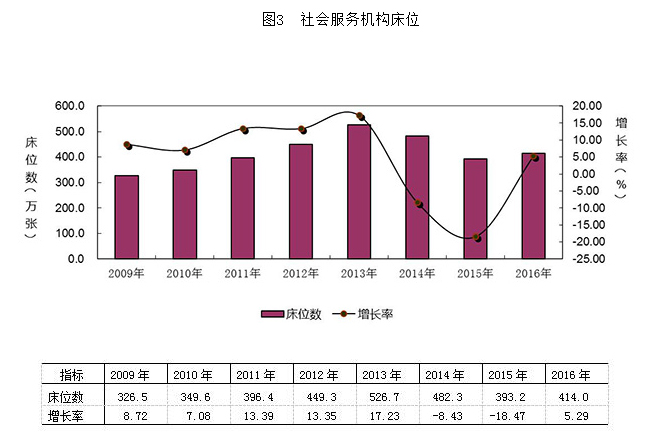 图3 社会服务机构床位
床位数(万张)
600.0
500.0
400.0
300.0
200.0
100.0
0.0
20.00
15.00
10.00
5.00
0.00
-5.00
-10.00
-15.00
-20.00
-25.00
增长率(%)
2009年 2010年 2011年 2012年 2013年 2014年 2015年 2016年
床位数 增长率
指标 2009年 2010年 2011年 2012年 2013年 2014年 2015年 2016年
床位数 326.5 349.6 396.4 449.3 526.7 482.3 393.2 414.0
增长率 8.72 7.08 13.39 13.35 17.23 -8.43 -18.47 5.29